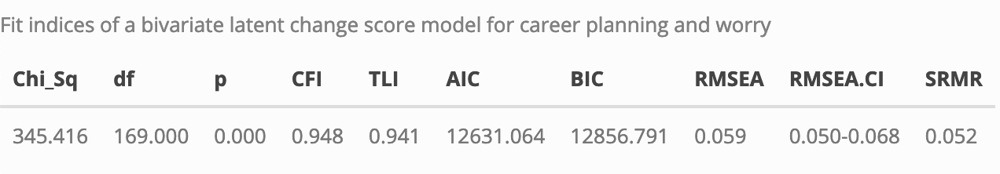 Fit indices of a bivariate latent change score model for career planning and worry
Chi_Sq df p CFI TLI AIC BIC RMSEA RMSEA.CI SRMR
345.416 169.000 0.000 0.948 0.941 12631.064 12856.791 0.059 0.050-0.068 0.052